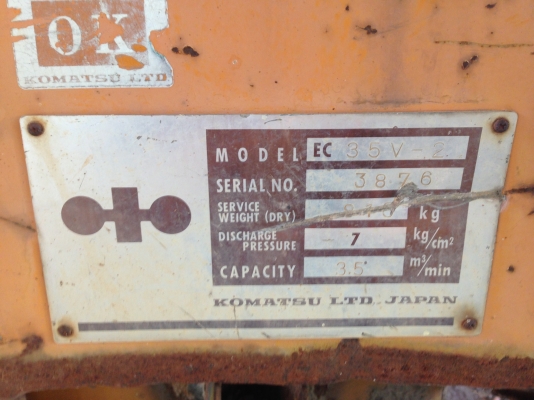 OK
KOMATSU LTD
MODEL EC 35V-2
SERIAL NO. 3876
SERVICE WEIGHT (DRY) kg
DISCHARGE PRESSURE 7 kg/cm²
CAPACITY 3.5 m³/min
KOMATSU LTD. JAPAN